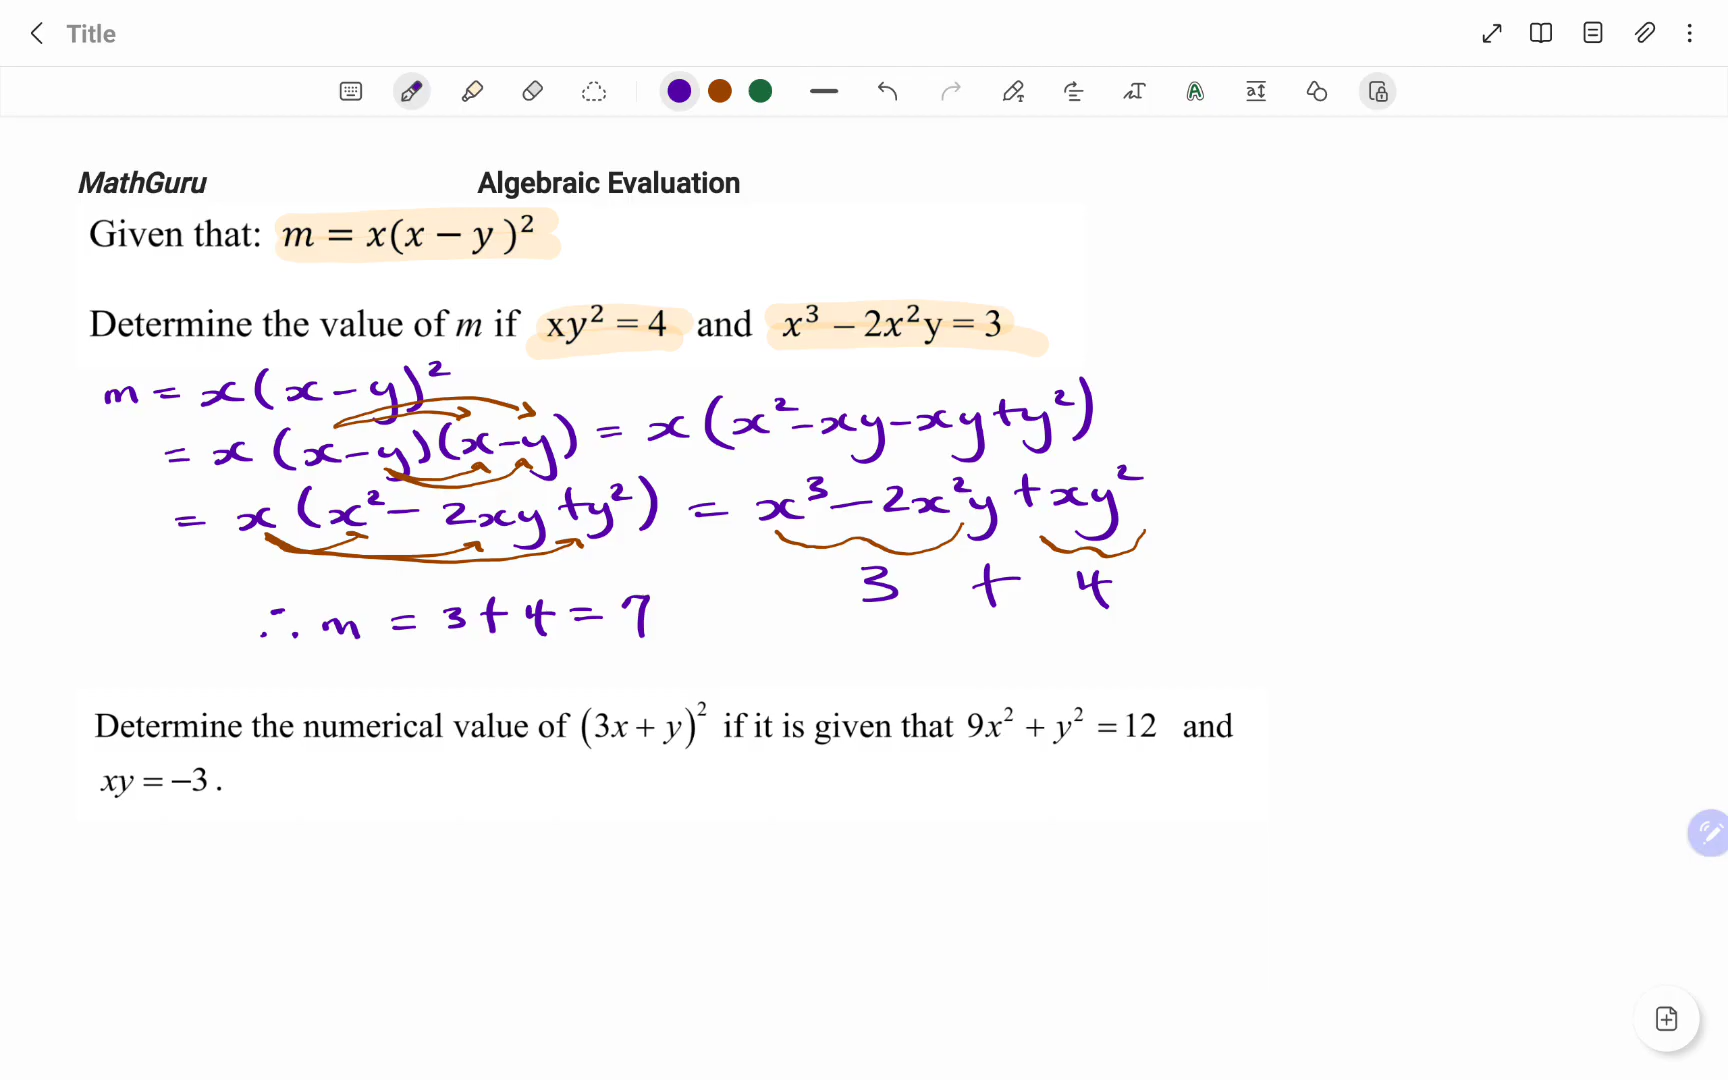 Title
MathGuru Algebraic Evaluation
Given that: m = x(x − y )²
Determine the value of m if xy² = 4 and x³ − 2x²y = 3
m = x(x−y)²
= x(x−y)(x−y) = x(x²−xy−xy+y²)
= x(x²− 2xy+y²) = x³−2x²y+xy²
3 + 4
∴ m = 3+4=7
Determine the numerical value of (3x + y)² if it is given that 9x² + y² = 12 and
xy = −3 .